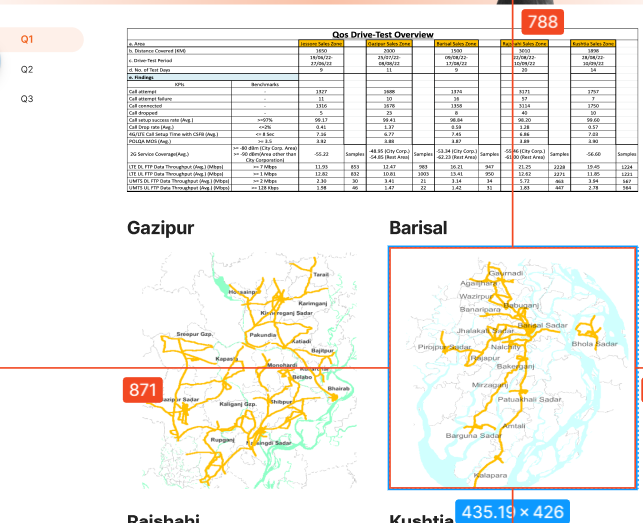 788
Q1
Q2
Q3
Qos Drive-Test Overview
a. Area Jessore Sales Zone Gazipur Sales Zone Barisal Sales Zone Rajshahi Sales Zone Kushtia Sales Zone
b. Distance Covered (KM) 1650 2000 1500 3010 1898
c. Drive-Test Period 19/06/22-27/06/22 25/07/22-08/08/22 09/08/22-17/08/22 22/08/22-10/09/22 28/08/22-10/09/22
d. No. of Test Days 9 11 9 20 14
e. Findings
KPIs Benchmarks
Call attempt - 1327 1688 1374 3171 1757
Call attempt failure - 11 10 16 57 7
Call connected - 1316 1678 1358 3114 1750
Call dropped - 5 23 8 40 10
Call setup success rate (Avg.) >=97% 99.17 99.41 98.84 98.20 99.60
Call Drop rate (Avg.) <=2% 0.41 1.37 0.59 1.28 0.57
4G/LTE Call Setup Time with CSFB (Avg.) <= 8 Sec 7.16 6.77 7.45 6.86 7.03
POLQA MOS (Avg.) >= 3.5 3.92 3.88 3.87 3.89 3.90
2G Service Coverage(Avg.) >= -80 dBm (City Corp. Area) >= -90 dBm(Area other than City Corporation) -55.22 Samples -48.95 (City Corp.) -54.85 (Rest Area) Samples -53.34 (City Corp.) -62.23 (Rest Area) Samples (City Corp.) (Rest Area) Samples -56.60 Samples
LTE DL FTP Data Throughput (Avg.) (Mbps) >= 7 Mbps 11.93 853 12.47 983 16.21 947 21.25 2228 19.45 1224
LTE UL FTP Data Throughput (Avg.) (Mbps) >= 1 Mbps 12.82 832 10.81 1003 13.41 950 12.62 2271 11.85 1221
UMTS DL FTP Data Throughput (Avg.) (Mbps) >= 2 Mbps 2.30 30 3.41 21 3.14 34 5.72 463 3.94 567
UMTS UL FTP Data Throughput (Avg.) (Mbps) >= 128 Kbps 1.98 46 1.47 22 1.42 31 1.83 447 2.78 564
Gazipur Barisal
Tarail
Hossainp
Karimganj
Kishoreganj Sadar
Sreepur Gzp.
Pakundia
Katiadi
Bajitpur
Kapas
Monohardi
Belabo
Bhairab
Gazipur Sadar
Kaliganj Gzp.
Shibpur
Rupganj
Narsingdi Sadar
Gaurnadi
Agailjhara
Wazirpur
Babuganj
Banaripara
Barisal Sadar
Jhalakati Sadar
Bhola Sadar
Pirojpur Sadar
Nalchity
Rajapur
Bakerganj
Mirzaganj
Patuakhali Sadar
Amtali
Barguna Sadar
Kalapara
871
435.19 × 426
Rajshahi Kushtia